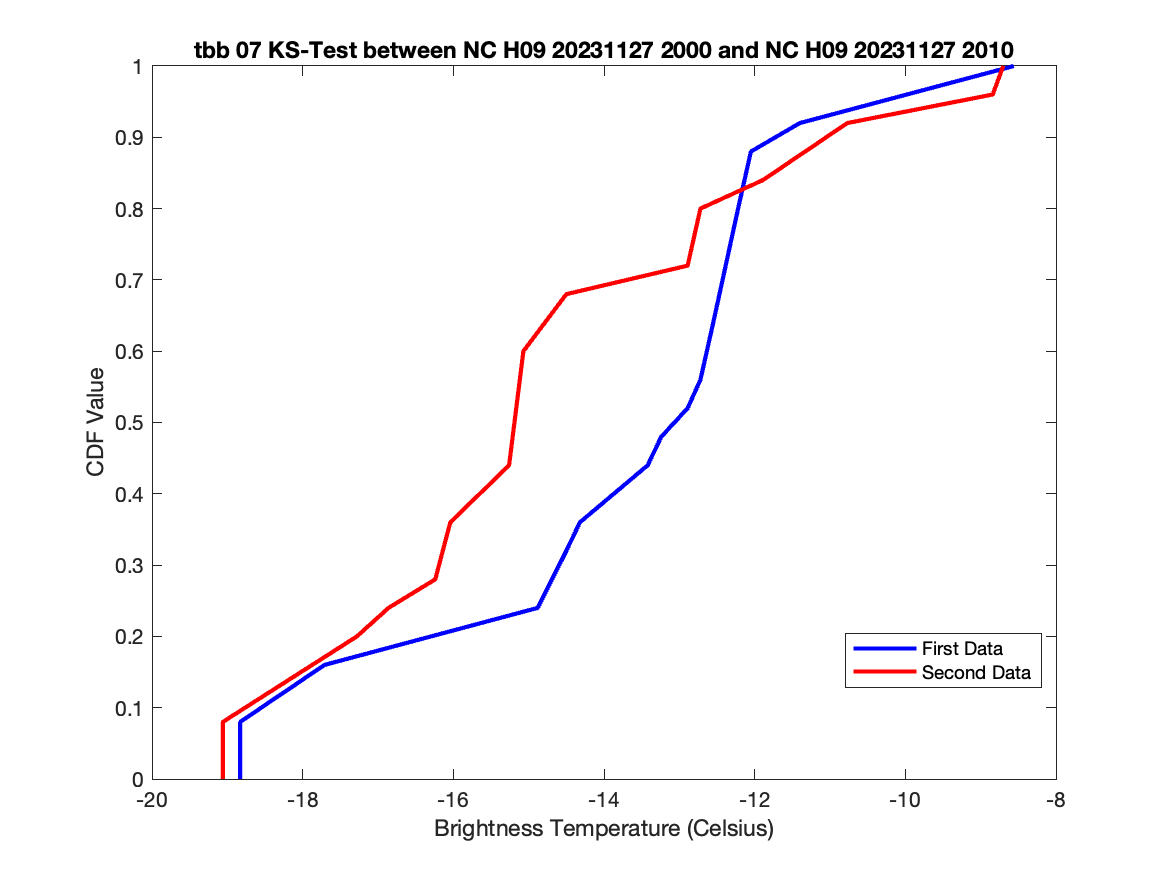 tbb 07 KS-Test between NC H09 20231127 2000 and NC H09 20231127 2010
1
0.9
0.8
0.7
0.6
0.5
0.4
0.3
0.2
0.1
0
CDF Value
First Data
Second Data
-20 -18 -16 -14 -12 -10 -8
Brightness Temperature (Celsius)